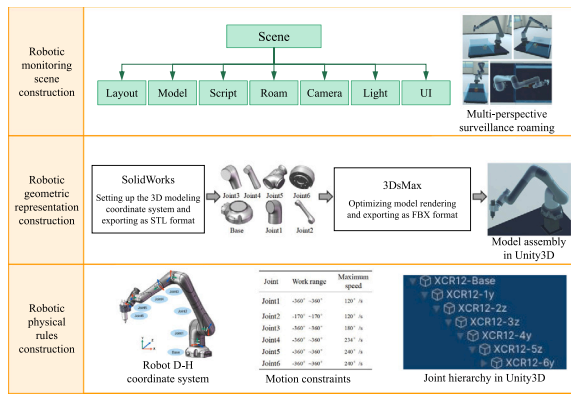 Robotic
monitoring
scene
construction
Scene
Layout
Model
Script
Roam
Camera
Light
UI
Multi-perspective
surveillance roaming
Robotic
geometric
representation
construction
SolidWorks
Setting up the 3D modeling
coordinate system and
exporting as STL format
Joint3 Joint4 Joint5 Joint6
Base Joint1 Joint2
3DsMax
Optimizing model rendering
and exporting as FBX format
Model assembly
in Unity3D
Robotic
physical
rules
construction
Base
Robot D-H
coordinate system
Joint Work range Maximum speed
Joint1 -360° ~360° 120° /s
Joint2 -170° ~170° 120° /s
Joint3 -360° ~360° 180° /s
Joint4 -360° ~360° 234° /s
Joint5 -360° ~360° 240° /s
Joint6 -360° ~360° 240° /s
Motion constraints
XCR12-Base
XCR12-1y
XCR12-2z
XCR12-3z
XCR12-4y
XCR12-5z
XCR12-6y
Joint hierarchy in Unity3D